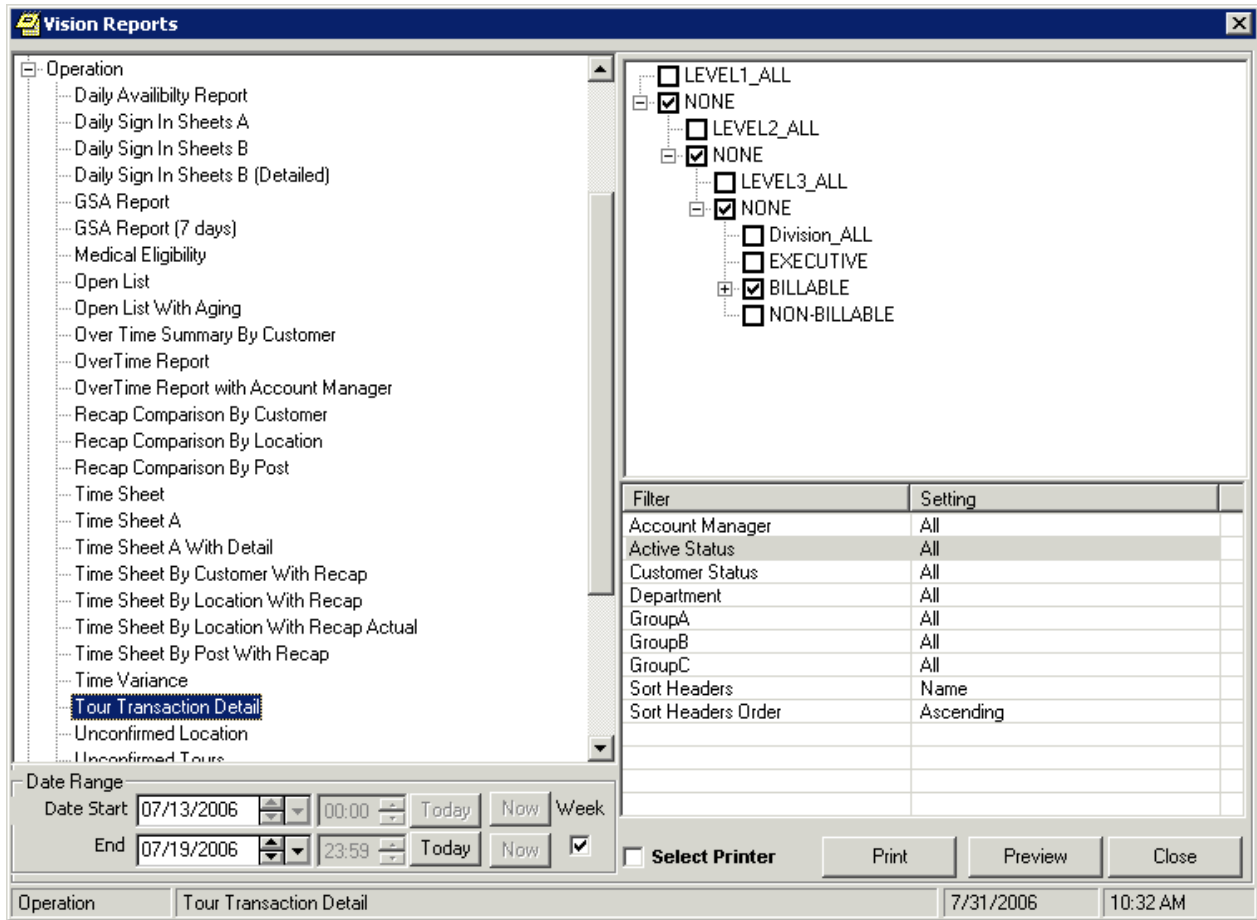 Vision Reports
Operation
Daily Availibilty Report
Daily Sign In Sheets A
Daily Sign In Sheets B
Daily Sign In Sheets B (Detailed)
GSA Report
GSA Report (7 days)
Medical Eligibility
Open List
Open List With Aging
Over Time Summary By Customer
OverTime Report
OverTime Report with Account Manager
Recap Comparison By Customer
Recap Comparison By Location
Recap Comparison By Post
Time Sheet
Time Sheet A
Time Sheet A With Detail
Time Sheet By Customer With Recap
Time Sheet By Location With Recap
Time Sheet By Location With Recap Actual
Time Sheet By Post With Recap
Time Variance
Tour Transaction Detail
Unconfirmed Location
Unconfirmed Tours
Date Range
Date Start 07/13/2006 00:00 Today Now Week
End 07/19/2006 23:59 Today Now
LEVEL1_ALL
NONE
LEVEL2_ALL
NONE
LEVEL3_ALL
NONE
Division_ALL
EXECUTIVE
BILLABLE
NON-BILLABLE
Filter Setting
Account Manager All
Active Status All
Customer Status All
Department All
GroupA All
GroupB All
GroupC All
Sort Headers Name
Sort Headers Order Ascending
Select Printer Print Preview Close
Operation Tour Transaction Detail 7/31/2006 10:32 AM